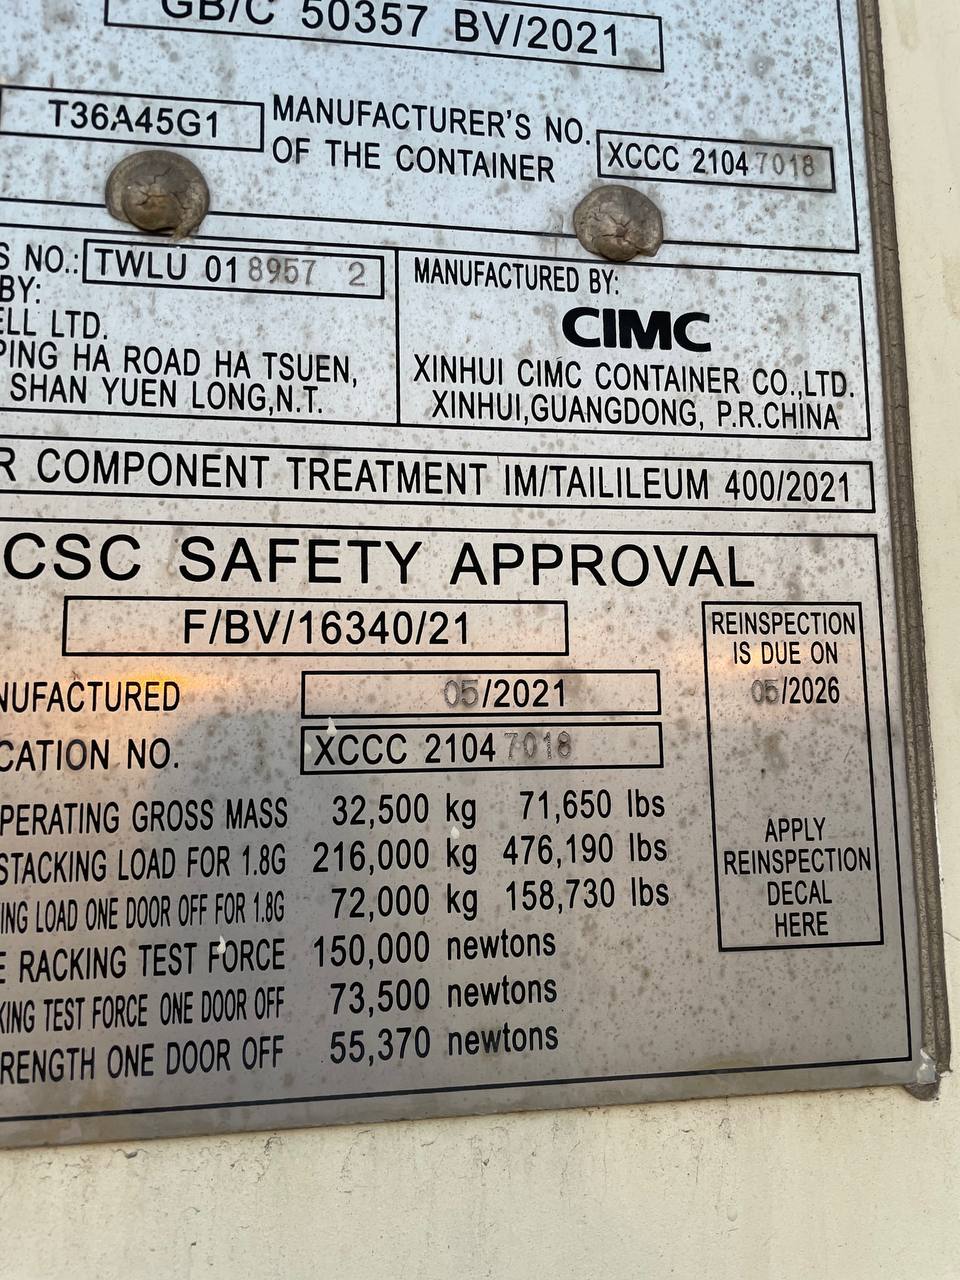 GB/C 50357 BV/2021
T36A45G1
MANUFACTURER'S NO.
OF THE CONTAINER
XCCC 2104 7018
S NO.: TWLU 018957 2
BY:
ELL LTD.
PING HA ROAD HA TSUEN,
SHAN YUEN LONG,N.T.
MANUFACTURED BY:
CIMC
XINHUI CIMC CONTAINER CO.,LTD.
XINHUI,GUANGDONG, P.R.CHINA
R COMPONENT TREATMENT IM/TAILILEUM 400/2021
CSC SAFETY APPROVAL
F/BV/16340/21
NUFACTURED 05/2021
CATION NO. XCCC 2104 7018
PERATING GROSS MASS 32,500 kg 71,650 lbs
STACKING LOAD FOR 1.8G 216,000 kg 476,190 lbs
ING LOAD ONE DOOR OFF FOR 1.8G 72,000 kg 158,730 lbs
E RACKING TEST FORCE 150,000 newtons
KING TEST FORCE ONE DOOR OFF 73,500 newtons
RENGTH ONE DOOR OFF 55,370 newtons
REINSPECTION
IS DUE ON
05/2026
APPLY
REINSPECTION
DECAL
HERE